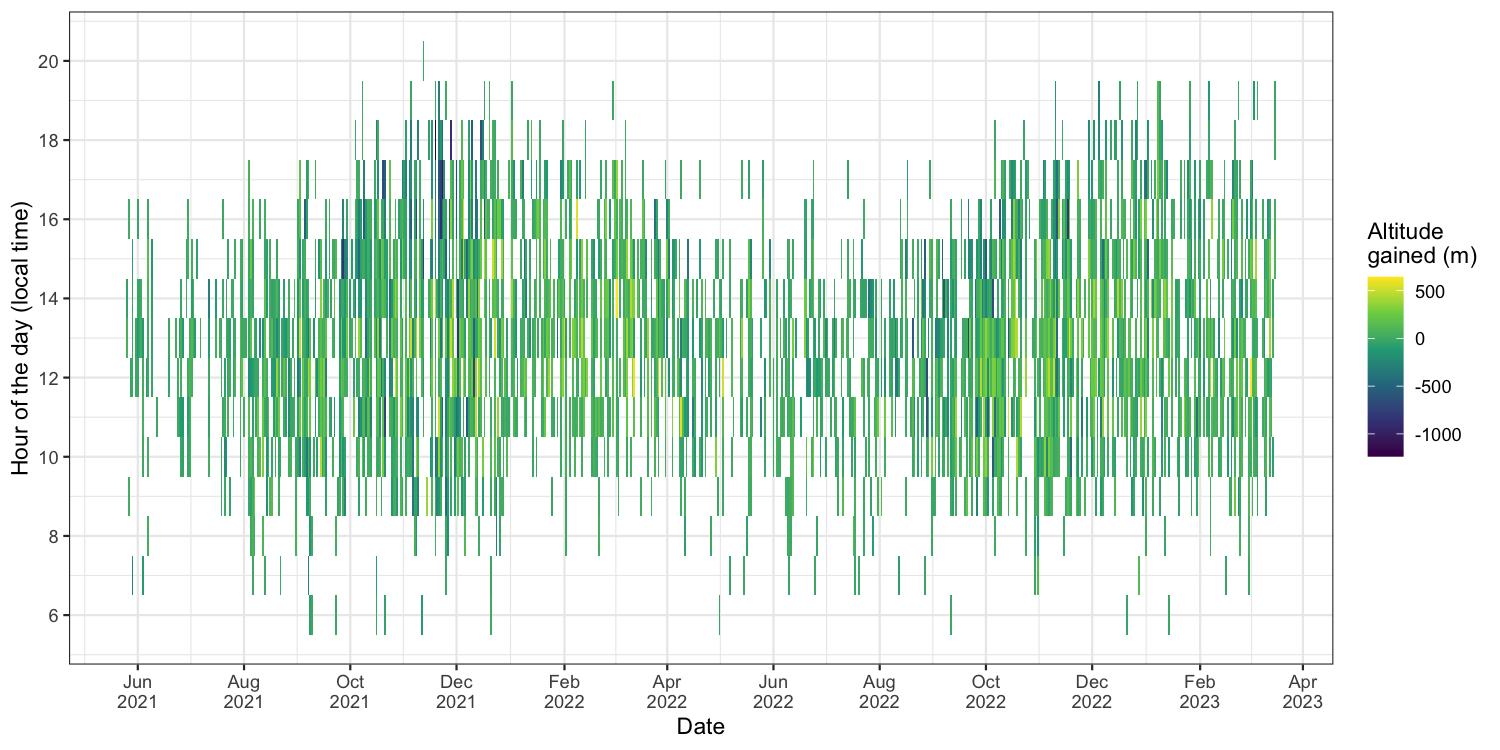 Hour of the day (local time)
20
18
16
14
12
10
8
6
Jun Aug Oct Dec Feb Apr Jun Aug Oct Dec Feb Apr
2021 2021 2021 2021 2022 2022 2022 2022 2022 2022 2023 2023
Date
Altitude
gained (m)
500
0
-500
-1000